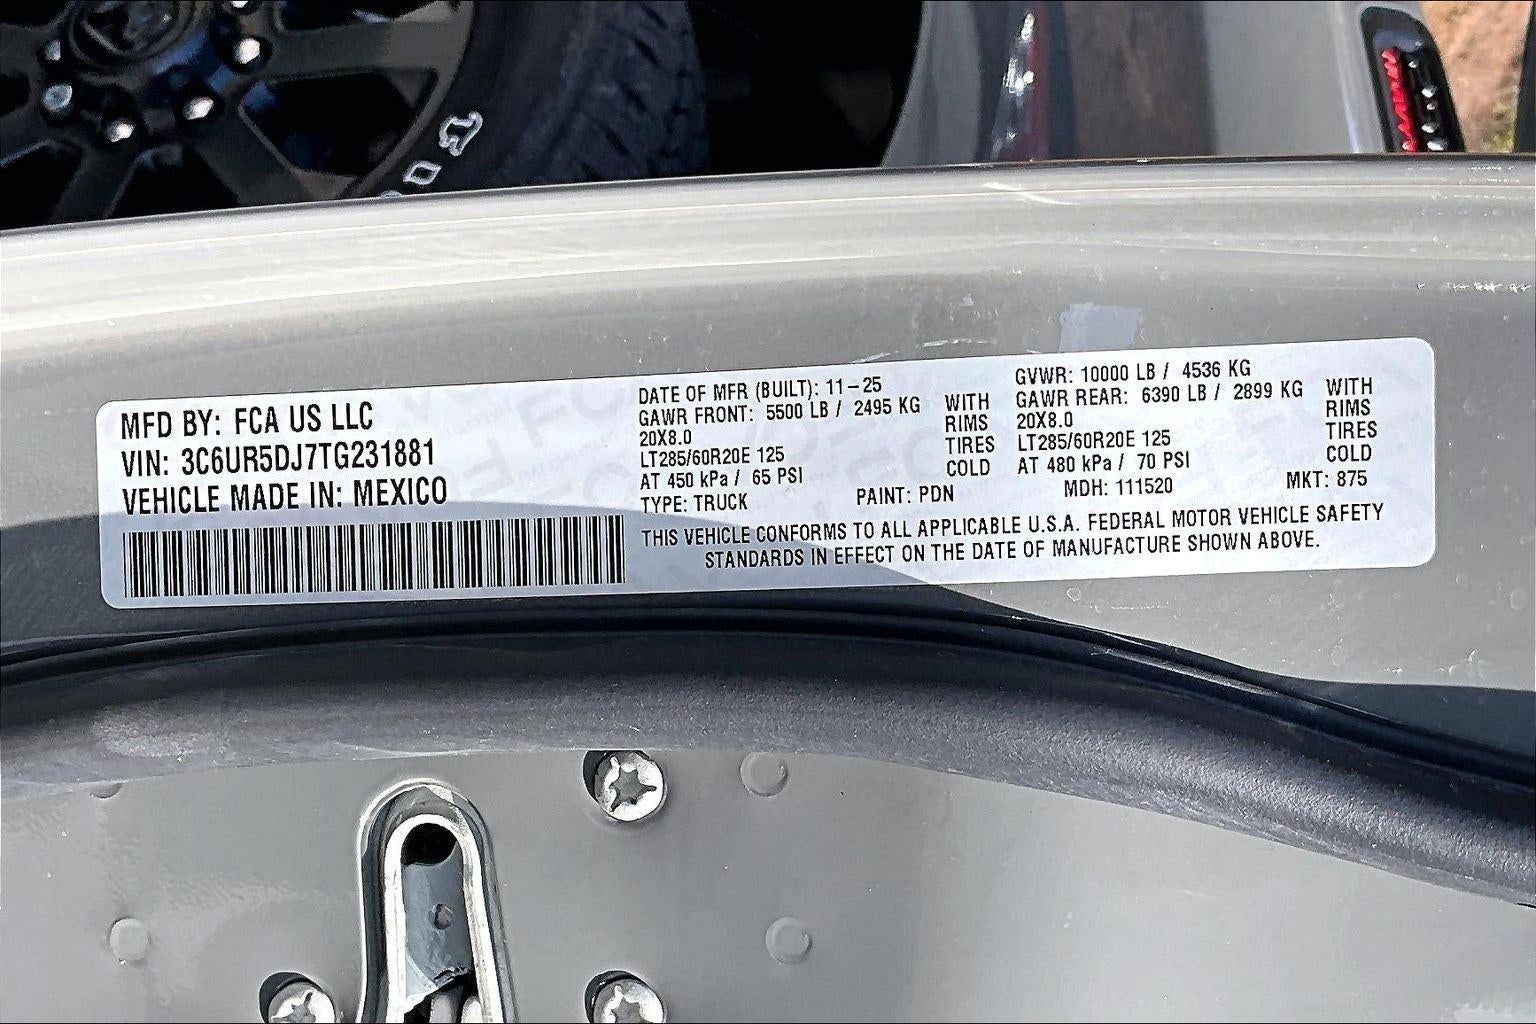 MFD BY: FCA US LLC
VIN: 3C6UR5DJ7TG231881
VEHICLE MADE IN: MEXICO
DATE OF MFR (BUILT): 11-25
GAWR FRONT: 5500 LB / 2495 KG
20X8.0
LT285/60R20E 125
AT 450 kPa / 65 PSI
WITH
RIMS
TIRES
COLD
GVWR: 10000 LB / 4536 KG
GAWR REAR: 6390 LB / 2899 KG
20X8.0
LT285/60R20E 125
AT 480 kPa / 70 PSI
WITH
RIMS
TIRES
COLD
TYPE: TRUCK
PAINT: PDN
MDH: 111520
MKT: 875
THIS VEHICLE CONFORMS TO ALL APPLICABLE U.S.A. FEDERAL MOTOR VEHICLE SAFETY
STANDARDS IN EFFECT ON THE DATE OF MANUFACTURE SHOWN ABOVE.